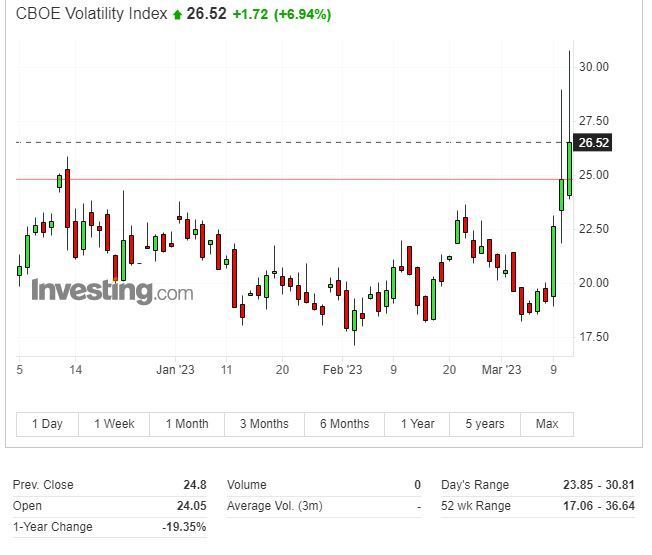 CBOE Volatility Index 26.52 +1.72 (+6.94%)
30.00
27.50
26.52
25.00
22.50
20.00
17.50
Investing.com
5 14 Jan '23 11 20 Feb '23 9 20 Mar '23 9
1 Day 1 Week 1 Month 3 Months 6 Months 1 Year 5 years Max
Prev. Close 24.8 Volume 0 Day's Range 23.85 - 30.81
Open 24.05 Average Vol. (3m) - 52 wk Range 17.06 - 36.64
1-Year Change -19.35%